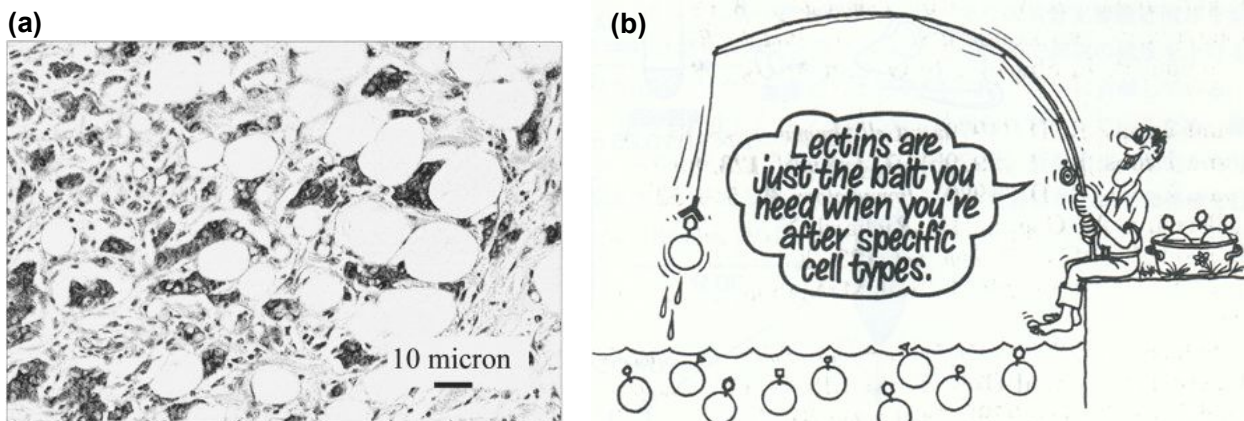 (a)
10 micron
(b)
Lectins are
just the bait you
need when you're
after specific
cell types.